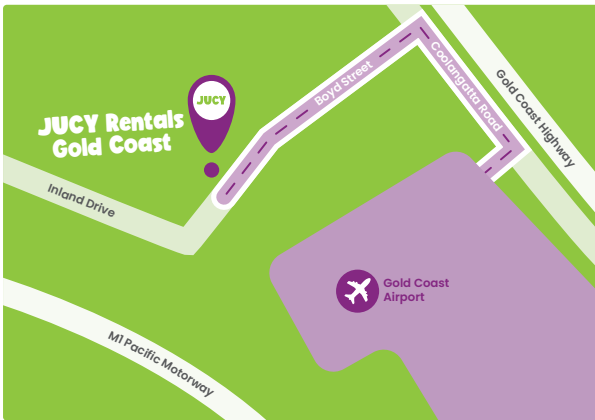 JUCY
JUCY Rentals
Gold Coast
Boyd Street
Coolangatta Road
Gold Coast Highway
Inland Drive
Gold Coast
Airport
M1 Pacific Motorway